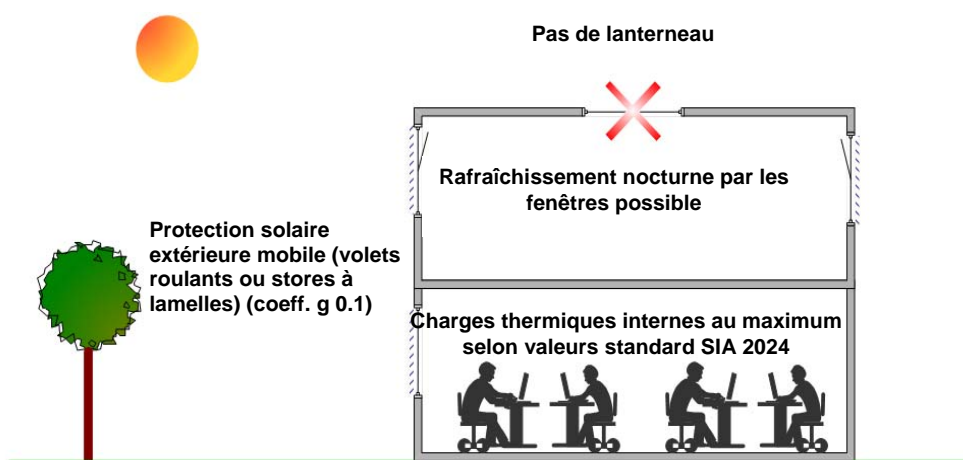 Pas de lanterneau
Rafraîchissement nocturne par les
fenêtres possible
Protection solaire
extérieure mobile (volets
roulants ou stores à
lamelles) (coeff. g 0.1)
Charges thermiques internes au maximum
selon valeurs standard SIA 2024